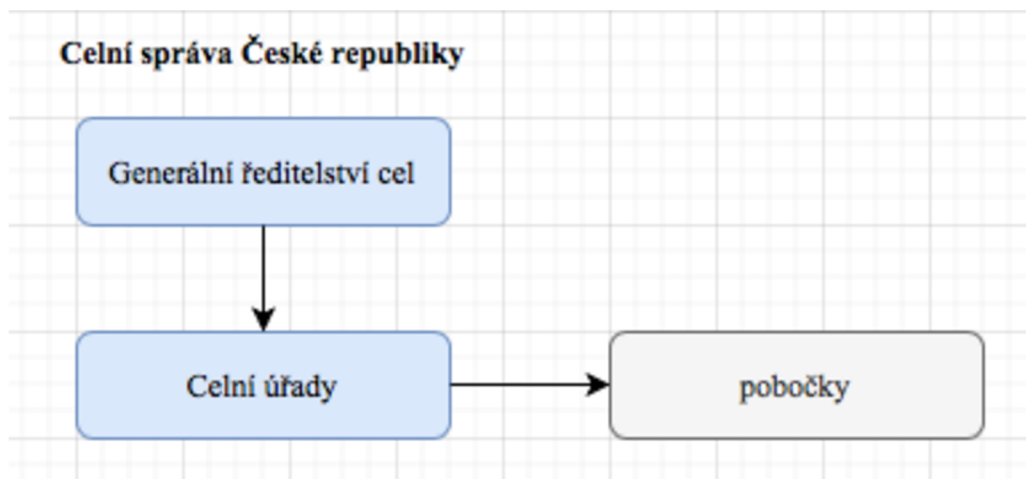 Celní správa České republiky
Generální ředitelství cel
Celní úřady
pobočky